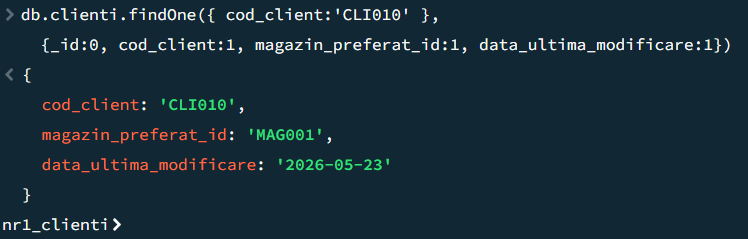 > db.clienti.findOne({ cod_client:'CLI010' },
{_id:0, cod_client:1, magazin_preferat_id:1, data_ultima_modificare:1})
< {
cod_client: 'CLI010',
magazin_preferat_id: 'MAG001',
data_ultima_modificare: '2026-05-23'
}
nr1_clienti>